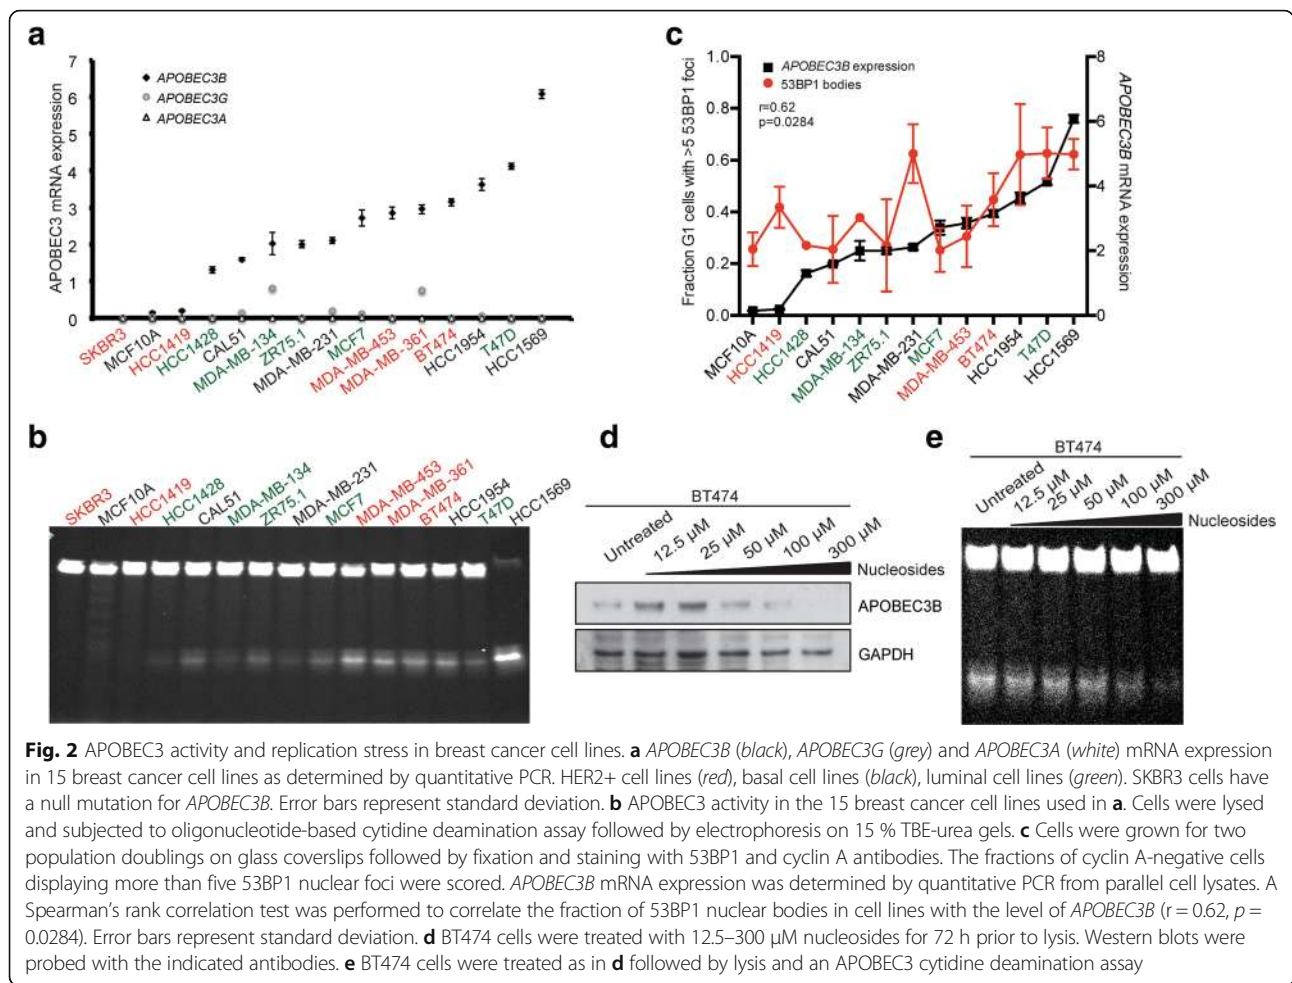 a
7
6
5
4
3
2
1
0
APOBEC3 mRNA expression
APOBEC3B
APOBEC3G
APOBEC3A
SKBR3
MCF10A
HCC1419
HCC1428
CAL51
MDA-MB-134
ZR75.1
MDA-MB-231
MCF7
MDA-MB-453
MDA-MB-361
BT474
HCC1954
T47D
HCC1569
c
1.0
0.8
0.6
0.4
0.2
0.0
Fraction G1 cells with >5 53BP1 foci
APOBEC3B expression
53BP1 bodies
r=0.62
p=0.0284
8
6
4
2
0
APOBEC3B mRNA expression
MCF10A
HCC1419
HCC1428
CAL51
MDA-MB-134
ZR75.1
MDA-MB-231
MCF7
MDA-MB-453
BT474
HCC1954
T47D
HCC1569
b
SKBR3
MCF10A
HCC1419
HCC1428
CAL51
MDA-MB-134
ZR75.1
MDA-MB-231
MCF7
MDA-MB-453
MDA-MB-361
BT474
HCC1954
T47D
HCC1569
d
BT474
Untreated
12.5 µM
25 µM
50 µM
100 µM
300 µM
Nucleosides
APOBEC3B
GAPDH
e
BT474
Untreated
12.5 µM
25 µM
50 µM
100 µM
300 µM
Nucleosides
Fig. 2 APOBEC3 activity and replication stress in breast cancer cell lines. a APOBEC3B (black), APOBEC3G (grey) and APOBEC3A (white) mRNA expression
in 15 breast cancer cell lines as determined by quantitative PCR. HER2+ cell lines (red), basal cell lines (black), luminal cell lines (green). SKBR3 cells have
a null mutation for APOBEC3B. Error bars represent standard deviation. b APOBEC3 activity in the 15 breast cancer cell lines used in a. Cells were lysed
and subjected to oligonucleotide-based cytidine deamination assay followed by electrophoresis on 15 % TBE-urea gels. c Cells were grown for two
population doublings on glass coverslips followed by fixation and staining with 53BP1 and cyclin A antibodies. The fractions of cyclin A-negative cells
displaying more than five 53BP1 nuclear foci were scored. APOBEC3B mRNA expression was determined by quantitative PCR from parallel cell lysates. A
Spearman's rank correlation test was performed to correlate the fraction of 53BP1 nuclear bodies in cell lines with the level of APOBEC3B (r = 0.62, p =
0.0284). Error bars represent standard deviation. d BT474 cells were treated with 12.5–300 µM nucleosides for 72 h prior to lysis. Western blots were
probed with the indicated antibodies. e BT474 cells were treated as in d followed by lysis and an APOBEC3 cytidine deamination assay